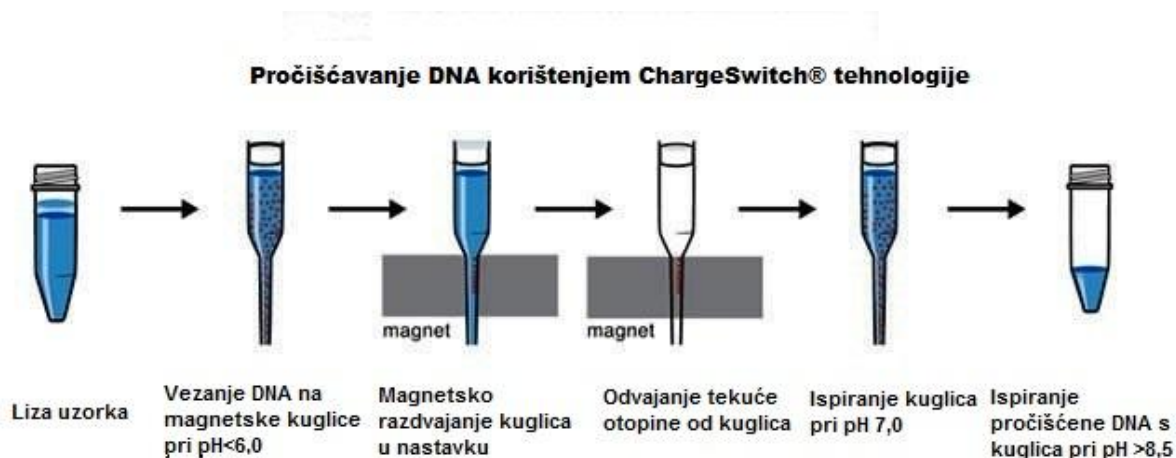 Pročišćavanje DNA korištenjem ChargeSwitch® tehnologije
magnet
magnet
Liza uzorka
Vezanje DNA na
magnetske kuglice
pri pH<6,0
Magnetsko
razdvajanje kuglica
u nastavku
Odvajanje tekuće
otopine od kuglica
Ispiranje kuglica
pri pH 7,0
Ispiranje
pročišćene DNA s
kuglica pri pH >8,5